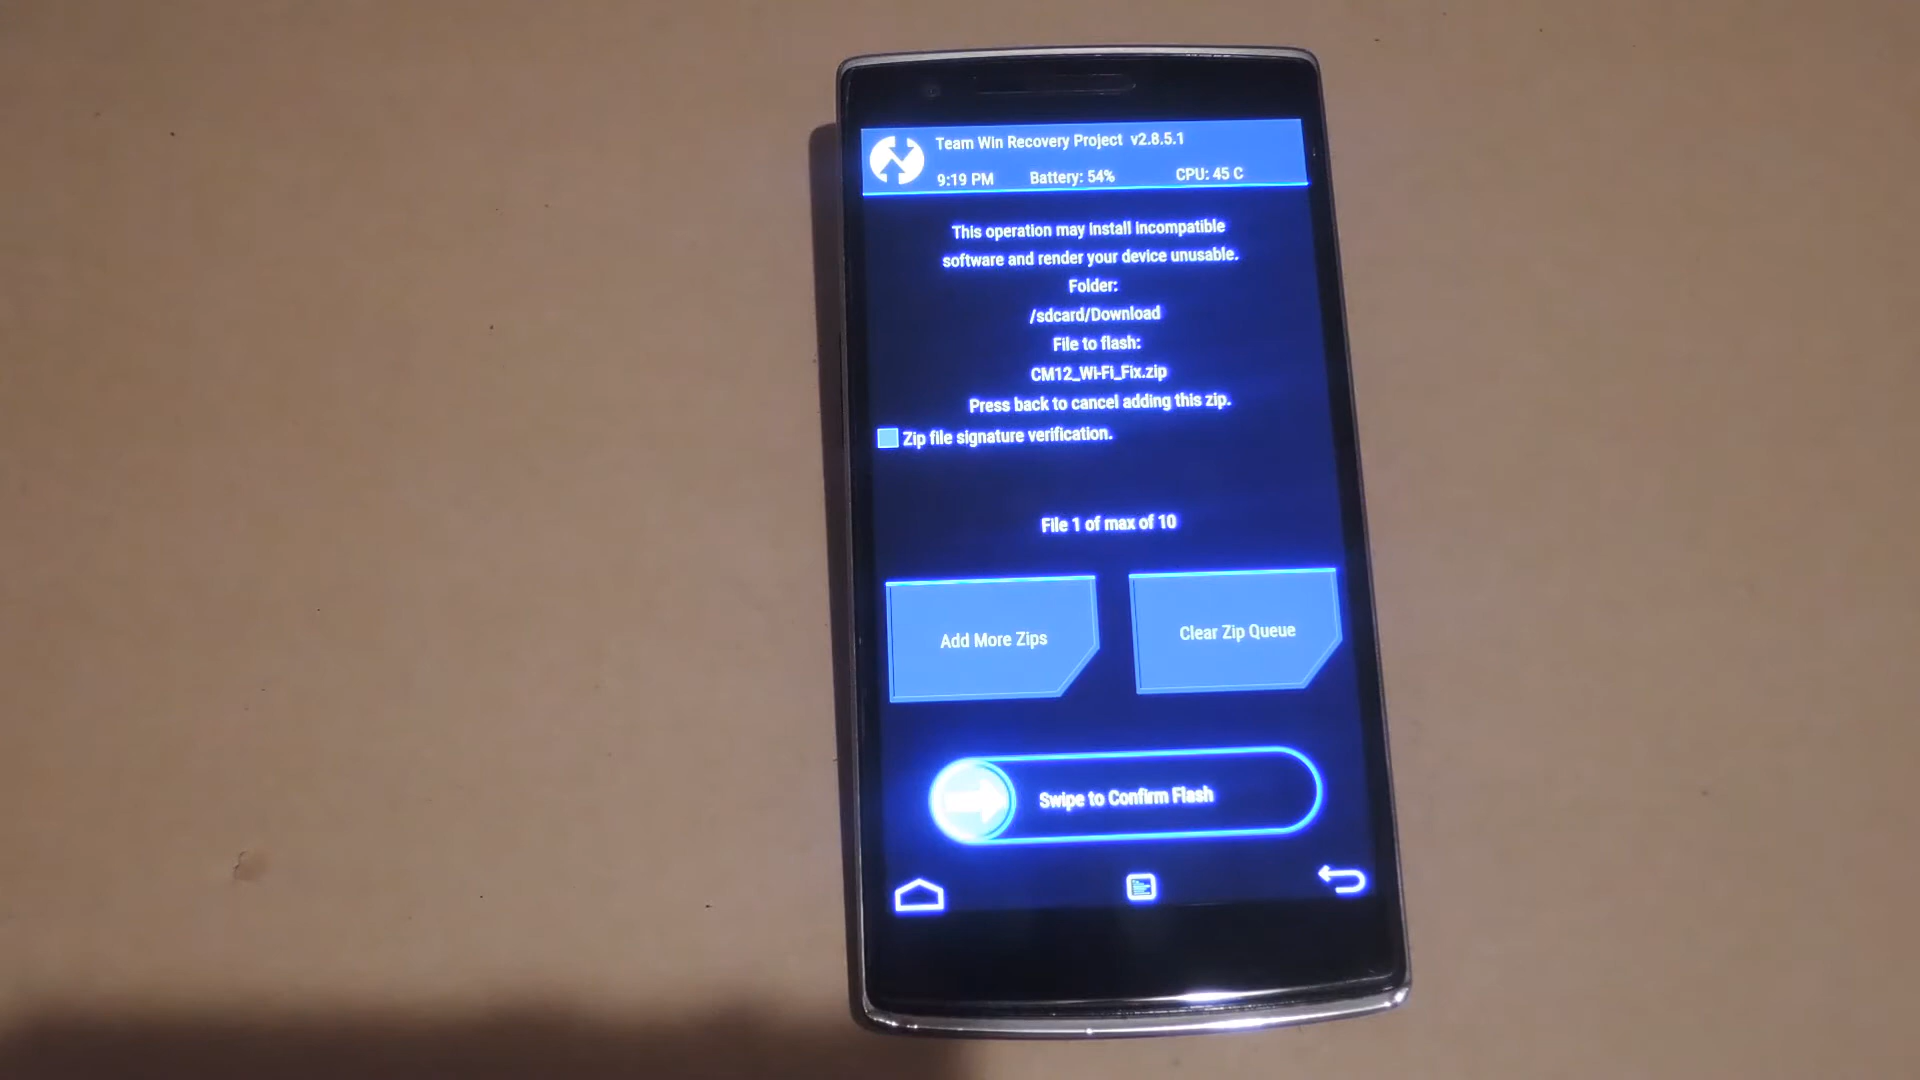 Team Win Recovery Project v2.8.5.1
9:19 PM Battery: 54% CPU: 45 C
This operation may install incompatible
software and render your device unusable.
Folder:
/sdcard/Download
File to flash:
CM12_Wi-Fi_Fix.zip
Press back to cancel adding this zip.
Zip file signature verification.
File 1 of max of 10
Add More Zips
Clear Zip Queue
Swipe to Confirm Flash